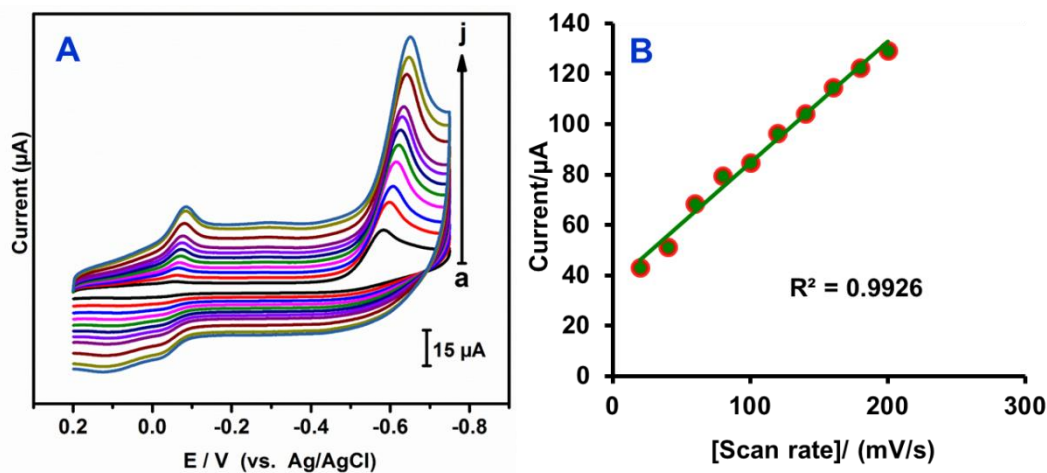 A
j
a
15 µA
Current (µA)
0.2 0.0 -0.2 -0.4 -0.6 -0.8
E / V (vs. Ag/AgCl)
B
140
120
100
80
60
40
20
0
R² = 0.9926
Current/µA
0 100 200 300
[Scan rate]/ (mV/s)